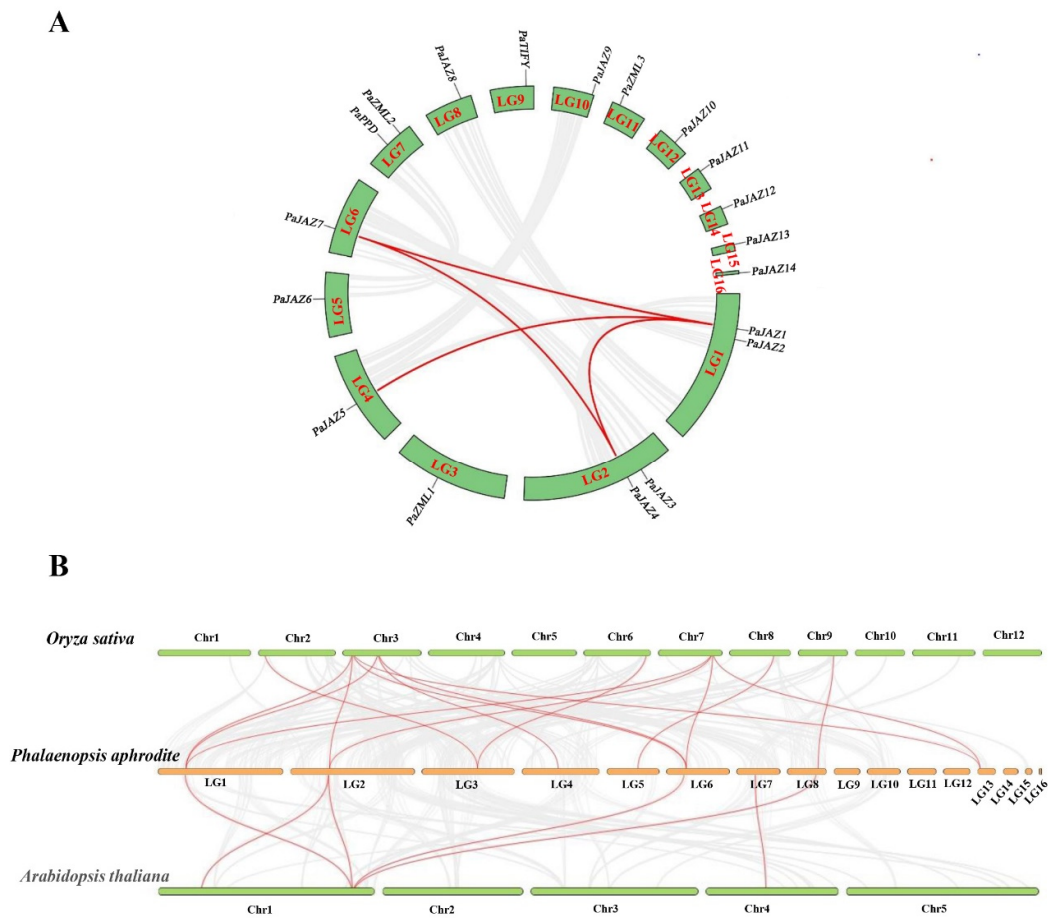 A
PaJAZ8
PaTIFY
PaJAZ9
PaZML3
PaZML2
PaPPD
LG8
LG9
LG10
LG11
PaJAZ10
LG7
LG12
PaJAZ11
LG13
PaJAZ12
LG6
LG14
PaJAZ7
PaJAZ13
LG15
PaJAZ14
LG16
PaJAZ6
LG5
PaJAZ1
PaJAZ2
LG1
LG4
PaJAZ5
LG3
LG2
PaJAZ3
PaJAZ4
PaZML1
B
Oryza sativa Chr1 Chr2 Chr3 Chr4 Chr5 Chr6 Chr7 Chr8 Chr9 Chr10 Chr11 Chr12
Phalaenopsis aphrodite
LG1 LG2 LG3 LG4 LG5 LG6 LG7 LG8 LG9 LG10 LG11 LG12 LG13 LG14 LG15 LG16
Arabidopsis thaliana
Chr1 Chr2 Chr3 Chr4 Chr5